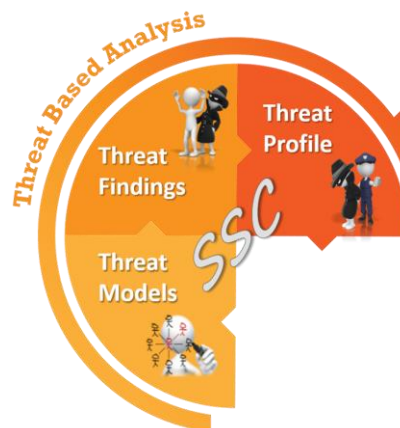 Threat Based Analysis
Threat
Findings
Threat
Profile
SSC
Threat
Models